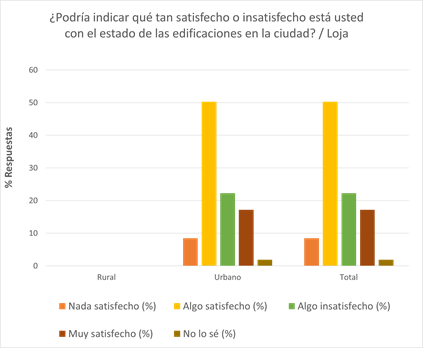 ¿Podría indicar qué tan satisfecho o insatisfecho está usted
con el estado de las edificaciones en la ciudad? / Loja
60
50
40
30
20
10
0
% Respuestas
Rural
Urbano
Total
Nada satisfecho (%)
Algo satisfecho (%)
Algo insatisfecho (%)
Muy satisfecho (%)
No lo sé (%)